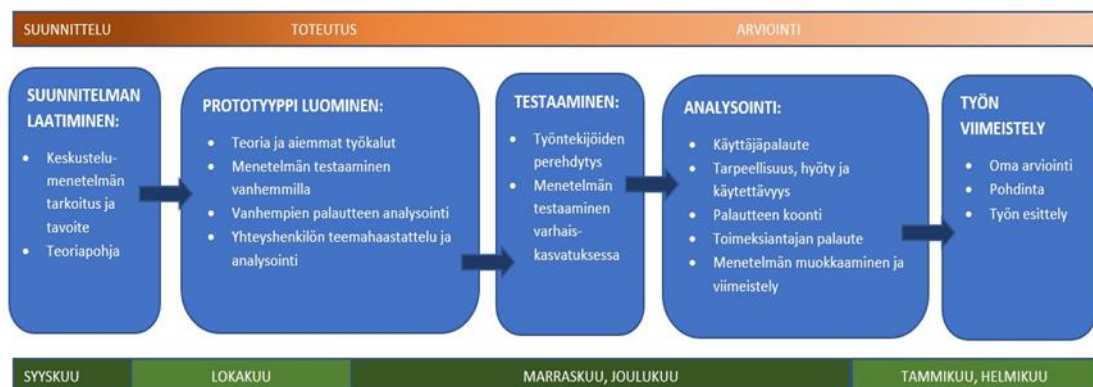 SUUNNITTELU TOTEUTUS ARVIOINTI
SUUNNITELMAN
LAATIMINEN:
• Keskustelu-
menetelmän
tarkoitus ja
tavoite
• Teoriapohja
PROTOTYYPPI LUOMINEN:
• Teoria ja aiemmat työkalut
• Menetelmän testaaminen
vanhemmilla
• Vanhempien palautteen analysointi
• Yhteyshenkilön teemahaastattelu ja
analysointi
TESTAAMINEN:
• Työntekijöiden
perehdytys
• Menetelmän
testaaminen
varhais-
kasvatuksessa
ANALYSOINTI:
• Käyttäjäpalaute
• Tarpeellisuus, hyöty ja
käytettävyys
• Palautteen koonti
• Toimeksiantajan palaute
• Menetelmän muokkaaminen ja
viimeistely
TYÖN
VIIMEISTELY
• Oma arviointi
• Pohdinta
• Työn esittely
SYYSKUU LOKAKUU MARRASKUU, JOULUKUU TAMMIKUU, HELMIKUU